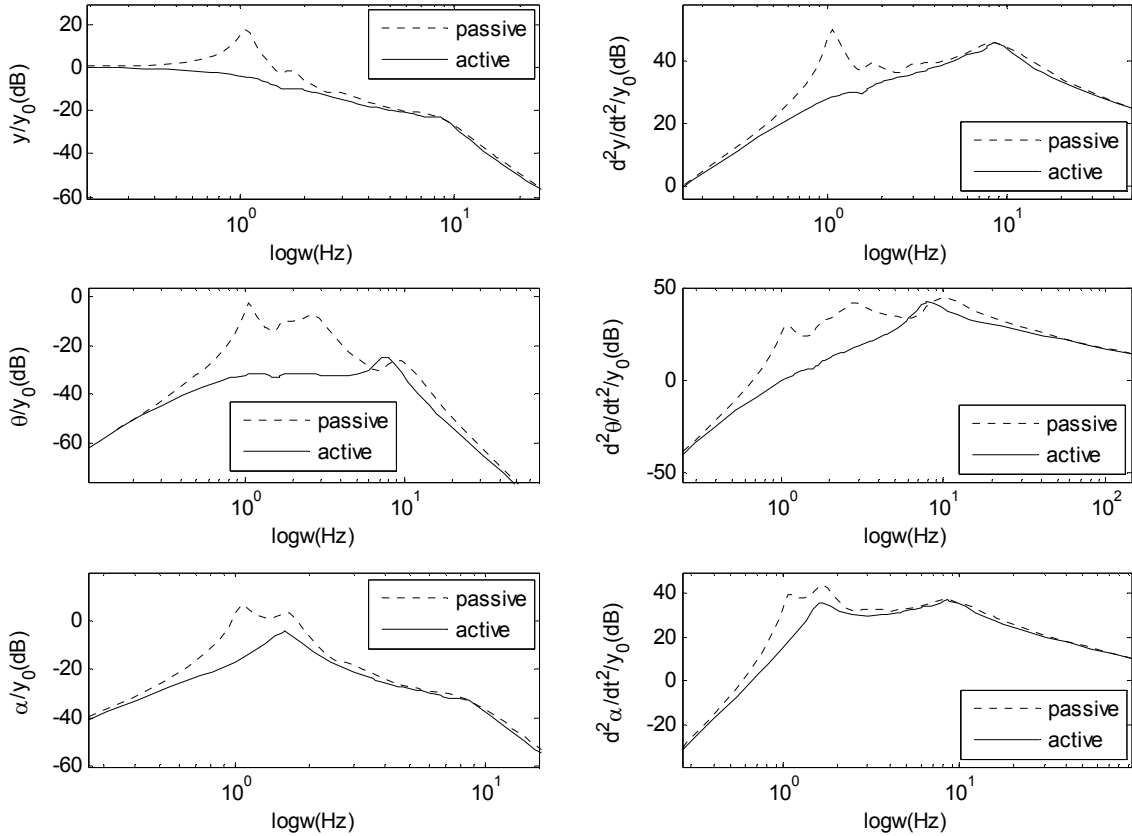 y/y0(dB)
20
0
-20
-40
-60
10^0
10^1
logw(Hz)
passive
active
d^2y/dt^2/y0(dB)
40
20
0
10^0
10^1
logw(Hz)
passive
active
θ/y0(dB)
0
-20
-40
-60
10^0
10^1
logw(Hz)
passive
active
d^2θ/dt^2/y0(dB)
50
0
-50
10^0
10^1
10^2
logw(Hz)
passive
active
α/y0(dB)
0
-20
-40
-60
10^0
10^1
logw(Hz)
passive
active
d^2α/dt^2/y0(dB)
40
20
0
-20
10^0
10^1
logw(Hz)
passive
active